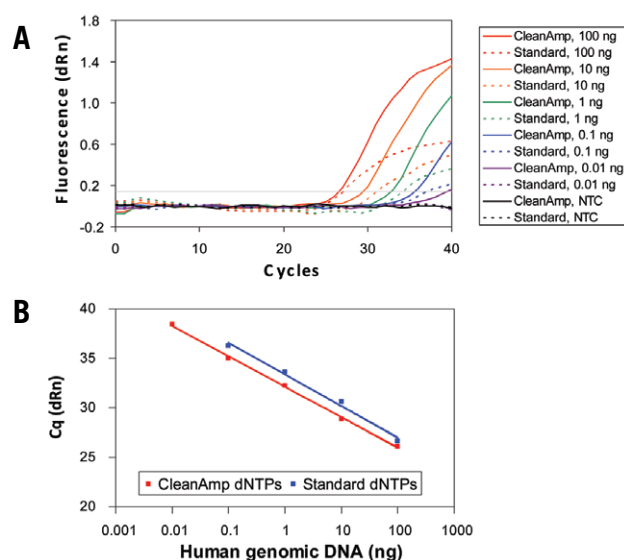 A
Fluorescence (dRn)
1.8
1.4
1.0
0.6
0.2
-0.2
0 10 20 30 40
Cycles
CleanAmp, 100 ng
Standard, 100 ng
CleanAmp, 10 ng
Standard, 10 ng
CleanAmp, 1 ng
Standard, 1 ng
CleanAmp, 0.1 ng
Standard, 0.1 ng
CleanAmp, 0.01 ng
Standard, 0.01 ng
CleanAmp, NTC
Standard, NTC
B
Cq (dRn)
40
35
30
25
20
CleanAmp dNTPs Standard dNTPs
0.001 0.01 0.1 1 10 100 1000
Human genomic DNA (ng)